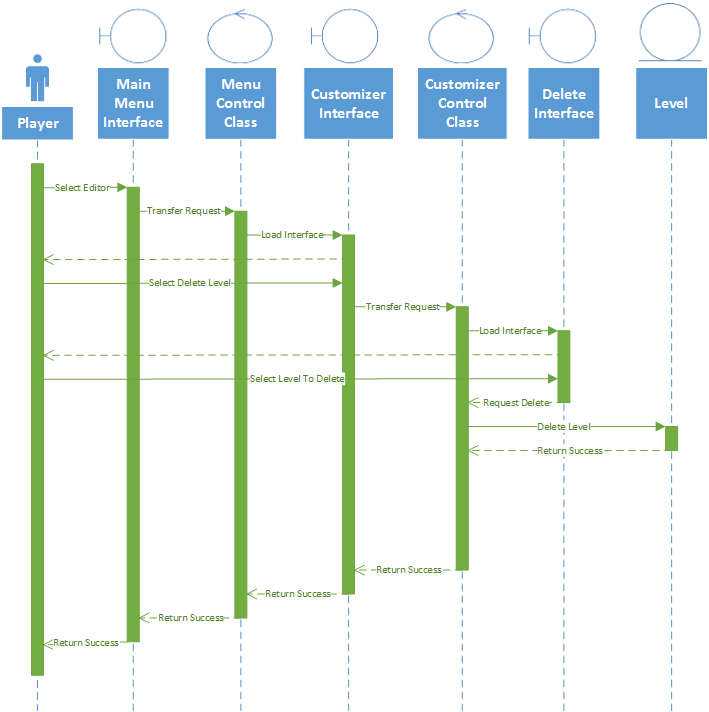 Player
Main
Menu
Interface
Menu
Control
Class
Customizer
Interface
Customizer
Control
Class
Delete
Interface
Level
Select Editor
Transfer Request
Load Interface
Select Delete Level
Transfer Request
Load Interface
Select Level To Delete
Request Delete
Delete Level
Return Success
Return Success
Return Success
Return Success
Return Success